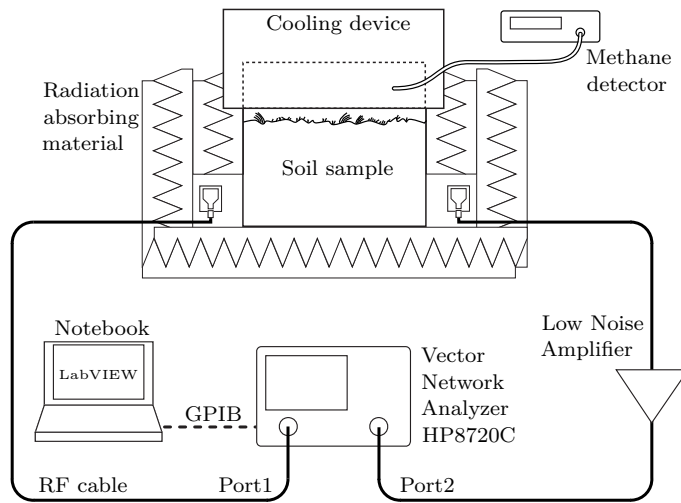 Cooling device
Methane
detector
Radiation
absorbing
material
Soil sample
Notebook
LabVIEW
GPIB
Vector
Network
Analyzer
HP8720C
Low Noise
Amplifier
RF cable
Port1
Port2